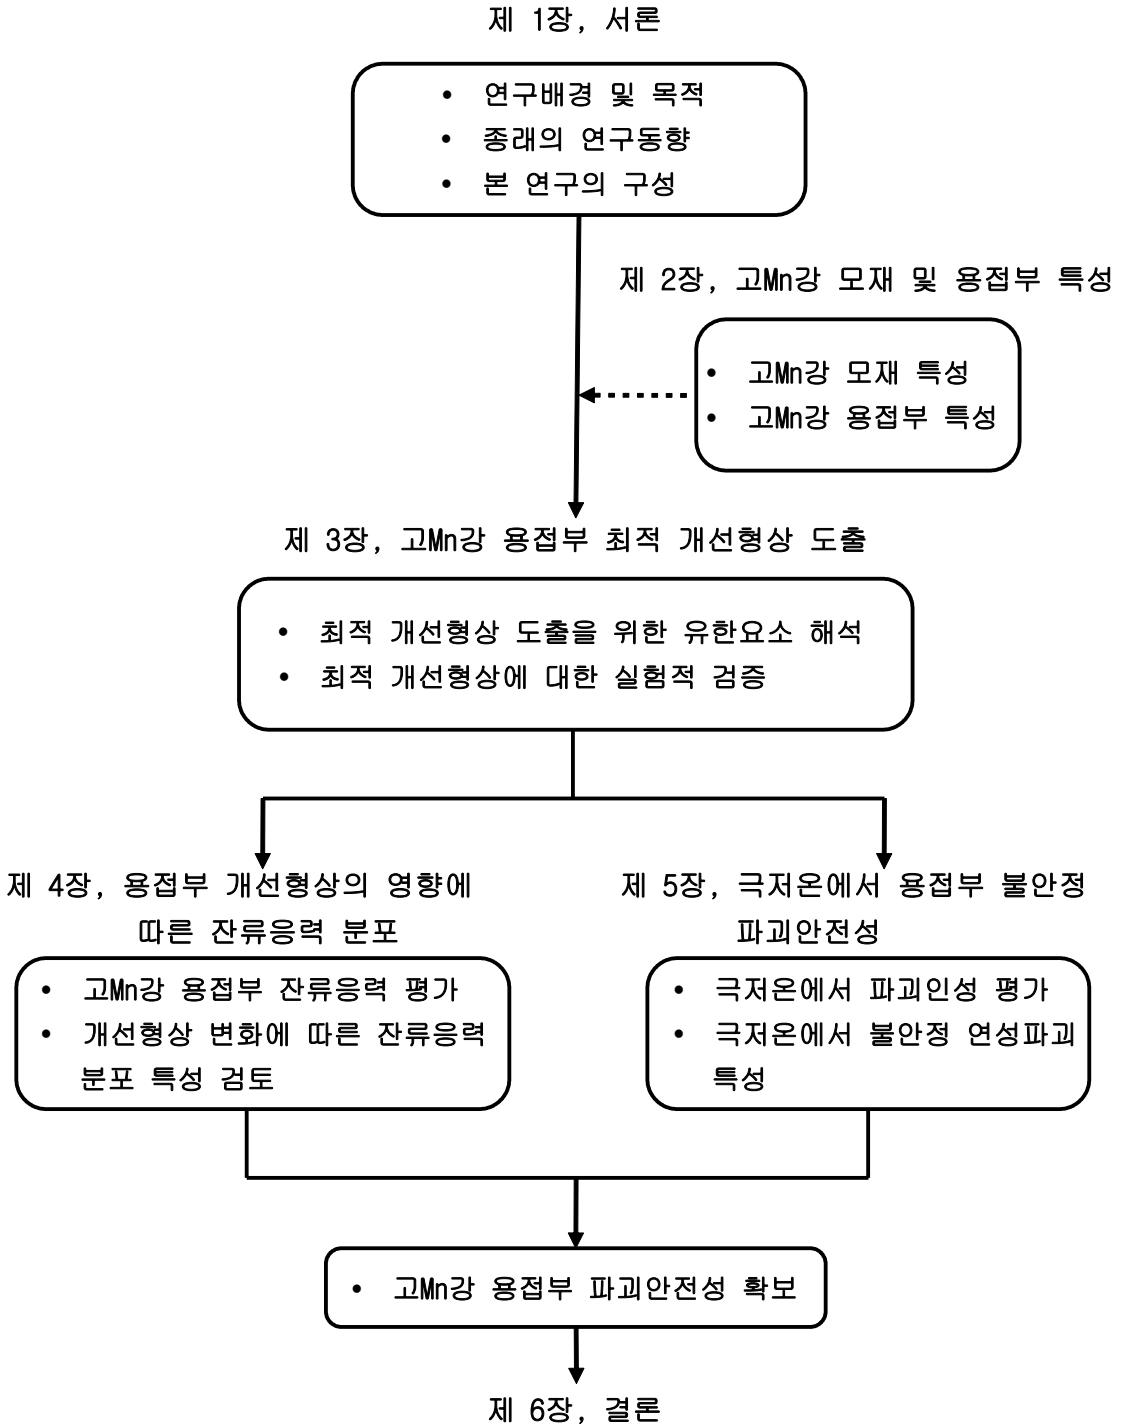 제 1장, 서론
• 연구배경 및 목적
• 종래의 연구동향
• 본 연구의 구성
제 2장, 고Mn강 모재 및 용접부 특성
• 고Mn강 모재 특성
• 고Mn강 용접부 특성
제 3장, 고Mn강 용접부 최적 개선형상 도출
• 최적 개선형상 도출을 위한 유한요소 해석
• 최적 개선형상에 대한 실험적 검증
제 4장, 용접부 개선형상의 영향에
따른 잔류응력 분포
• 고Mn강 용접부 잔류응력 평가
• 개선형상 변화에 따른 잔류응력
분포 특성 검토
제 5장, 극저온에서 용접부 불안정
파괴안전성
• 극저온에서 파괴인성 평가
• 극저온에서 불안정 연성파괴
특성
• 고Mn강 용접부 파괴안전성 확보
제 6장, 결론